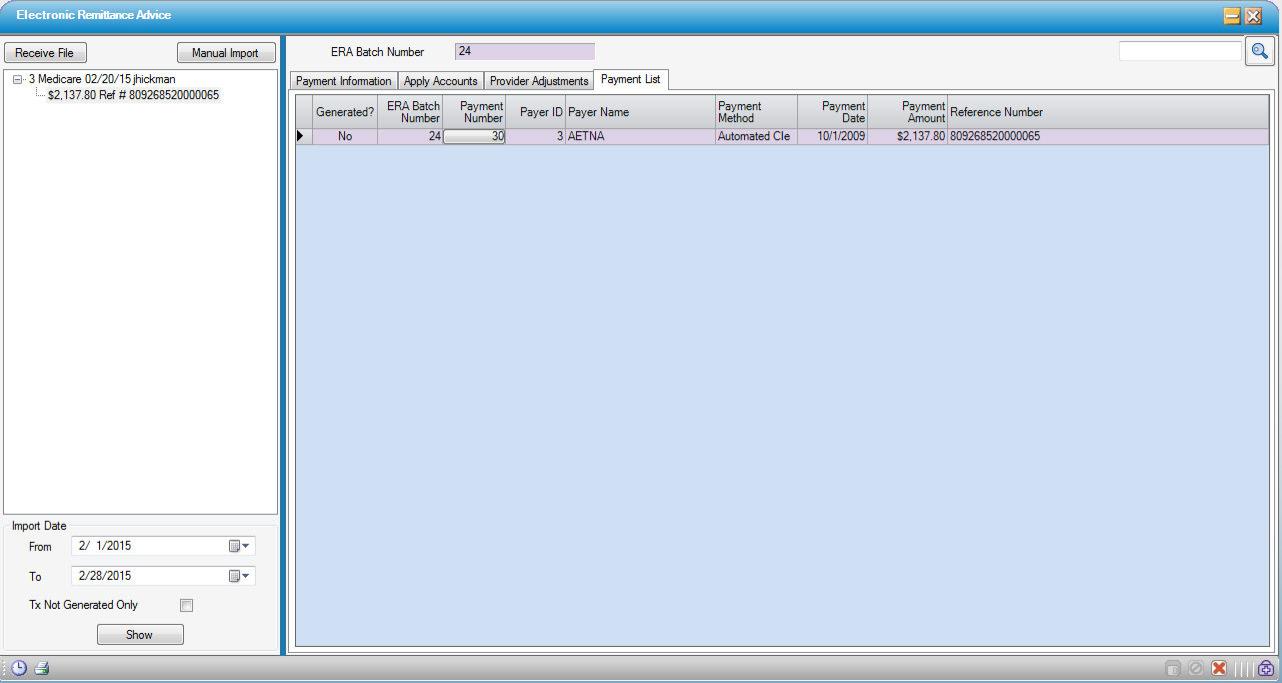 Electronic Remittance Advice
Receive File Manual Import
3 Medicare 02/20/15 jhickman
$2,137.80 Ref # 809268520000065
Import Date
From 2/ 1/2015
To 2/28/2015
Tx Not Generated Only
Show
ERA Batch Number 24
Payment Information Apply Accounts Provider Adjustments Payment List
Generated? ERA Batch Number Payment Number Payer ID Payer Name Payment Method Payment Date Payment Amount Reference Number
No 24 30 3 AETNA Automated Cle 10/1/2009 $2,137.80 809268520000065